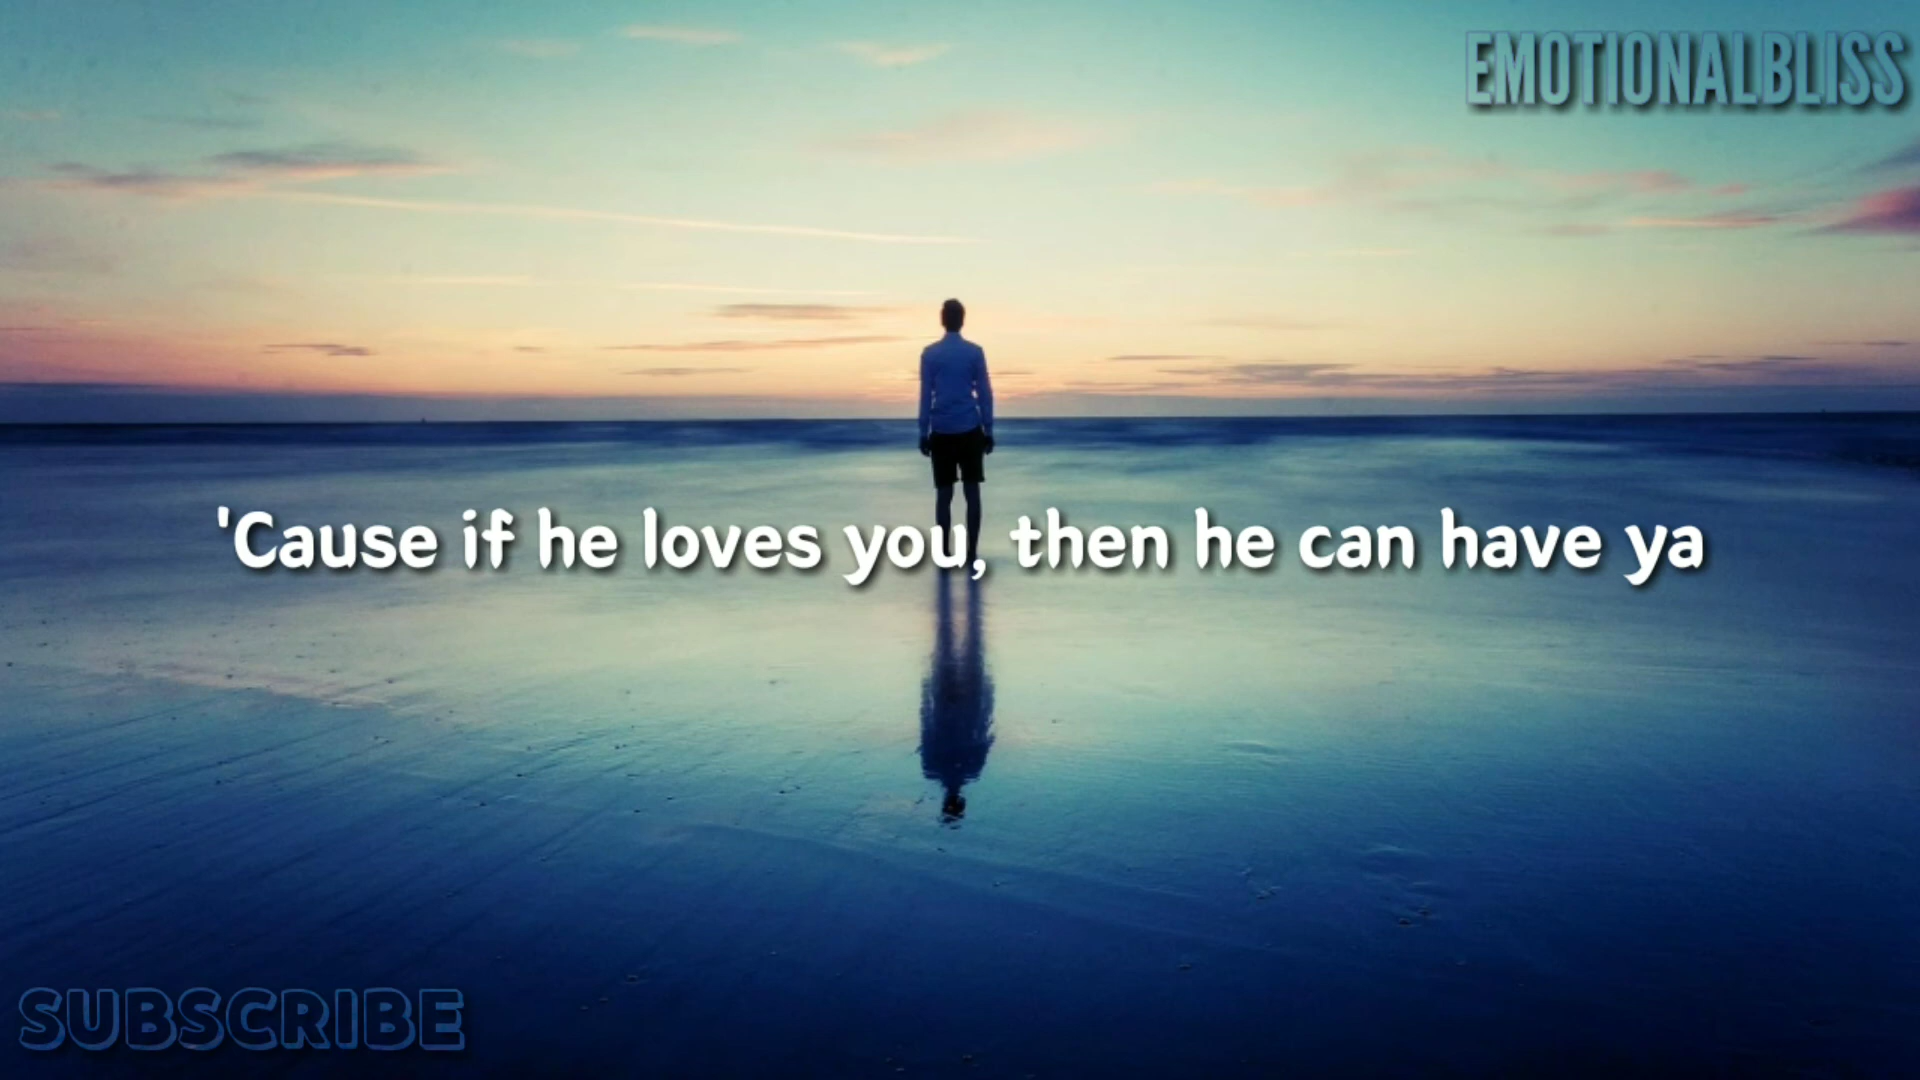 EMOTIONALBLISS
'Cause if he loves you, then he can have ya
SUBSCRIBE